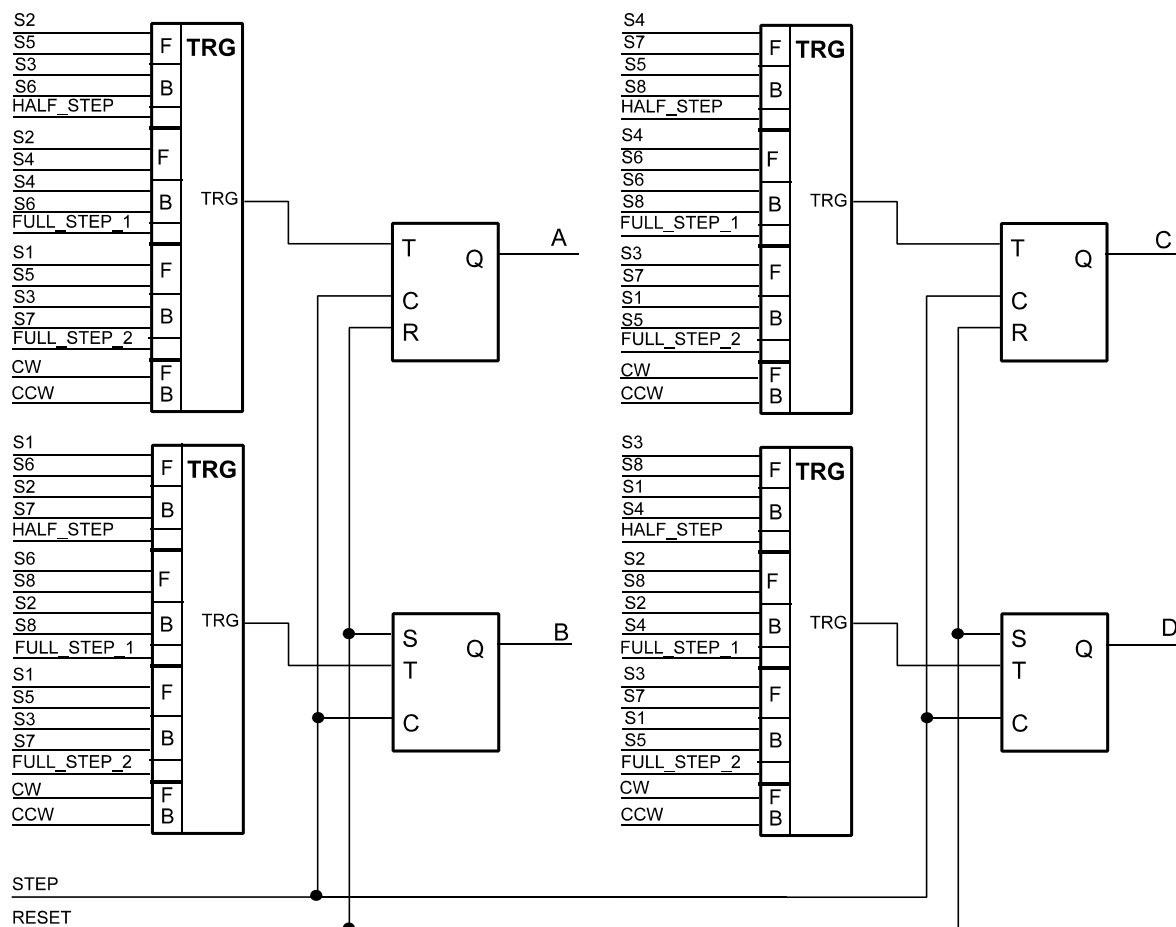 S2
S5
F
TRG
S3
S6
B
HALF_STEP
S2
S4
F
S4
S6
B
TRG
FULL_STEP_1
S1
S5
F
S3
S7
B
FULL_STEP_2
CW
F
CCW
B
T
Q
A
C
R
S4
S7
F
TRG
S5
S8
B
HALF_STEP
S4
S6
F
S6
S8
B
TRG
FULL_STEP_1
S3
S7
F
S1
S5
B
FULL_STEP_2
CW
F
CCW
B
T
Q
C
C
R
S1
S6
F
TRG
S2
S7
B
HALF_STEP
S6
S8
F
S2
S8
B
TRG
FULL_STEP_1
S1
S5
F
S3
S7
B
FULL_STEP_2
CW
F
CCW
B
S
Q
B
T
C
S3
S8
F
TRG
S1
S4
B
HALF_STEP
S2
S8
F
S2
S4
B
TRG
FULL_STEP_1
S3
S7
F
S1
S5
B
FULL_STEP_2
CW
F
CCW
B
S
Q
D
T
C
STEP
RESET